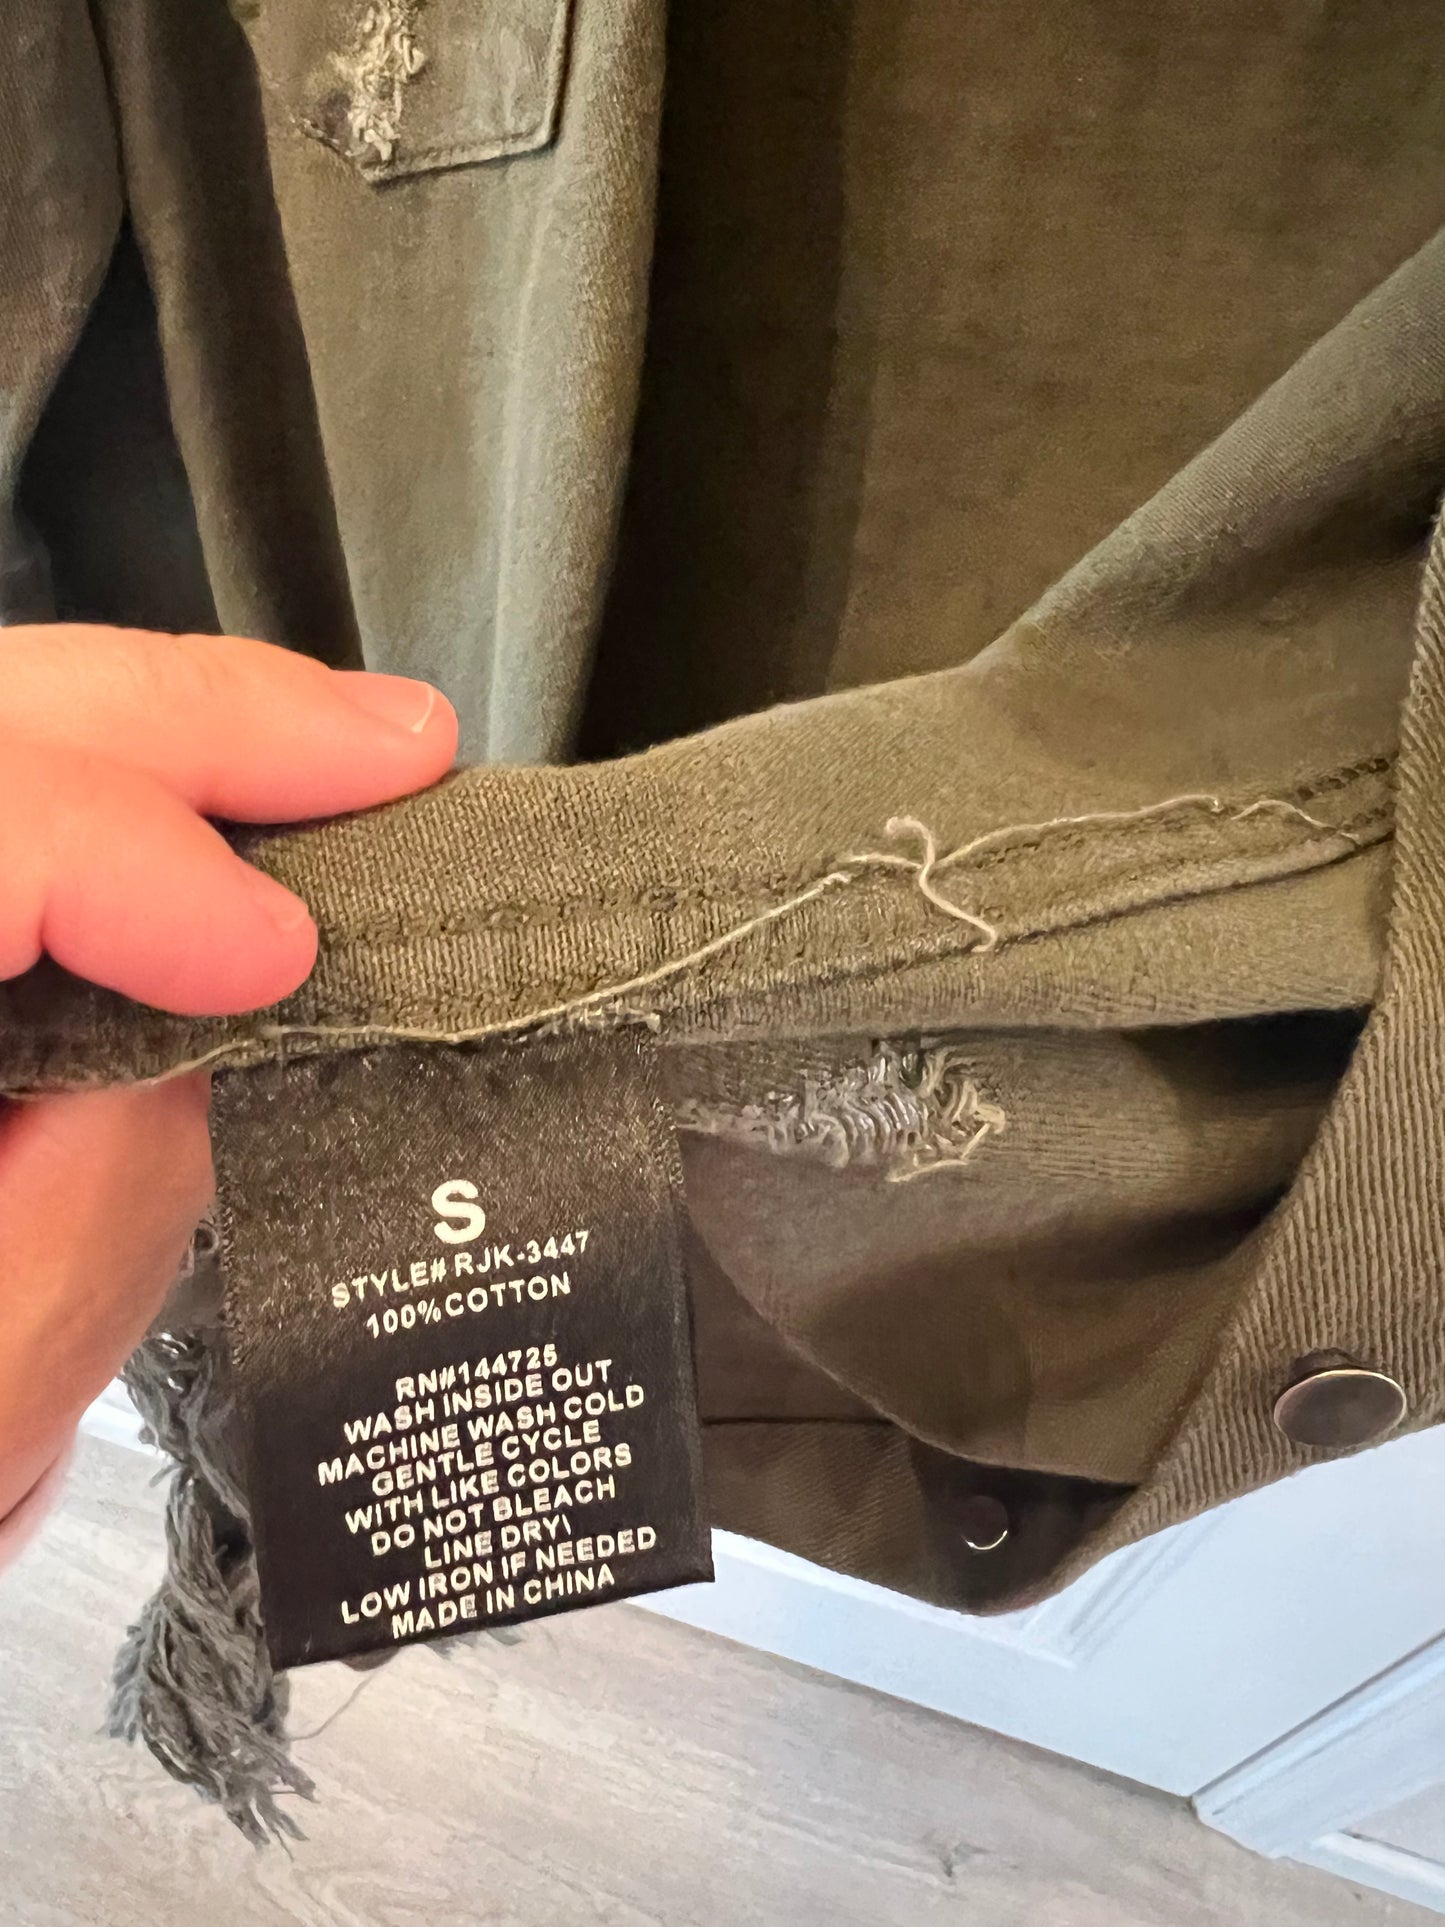 S
STYLE# RJK-3447
100%COTTON
RN#144725
WASH INSIDE OUT
MACHINE WASH COLD
GENTLE CYCLE
WITH LIKE COLORS
DO NOT BLEACH
LINE DRY\
LOW IRON IF NEEDED
MADE IN CHINA